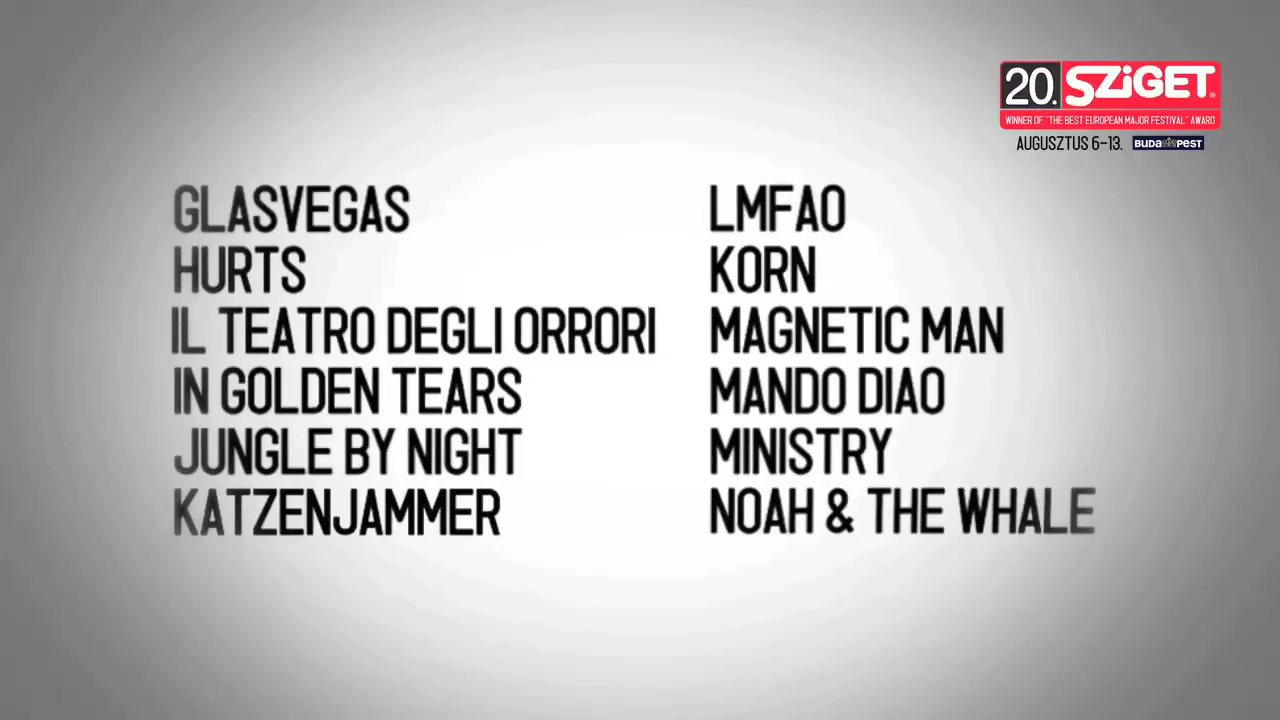 20. SZiGET
WINNER OF "THE BEST EUROPEAN MAJOR FESTIVAL" AWARD
AUGUSZTUS 6-13. BUDAPEST
GLASVEGAS
HURTS
IL TEATRO DEGLI ORRORI
IN GOLDEN TEARS
JUNGLE BY NIGHT
KATZENJAMMER
LMFAO
KORN
MAGNETIC MAN
MANDO DIAO
MINISTRY
NOAH & THE WHALE